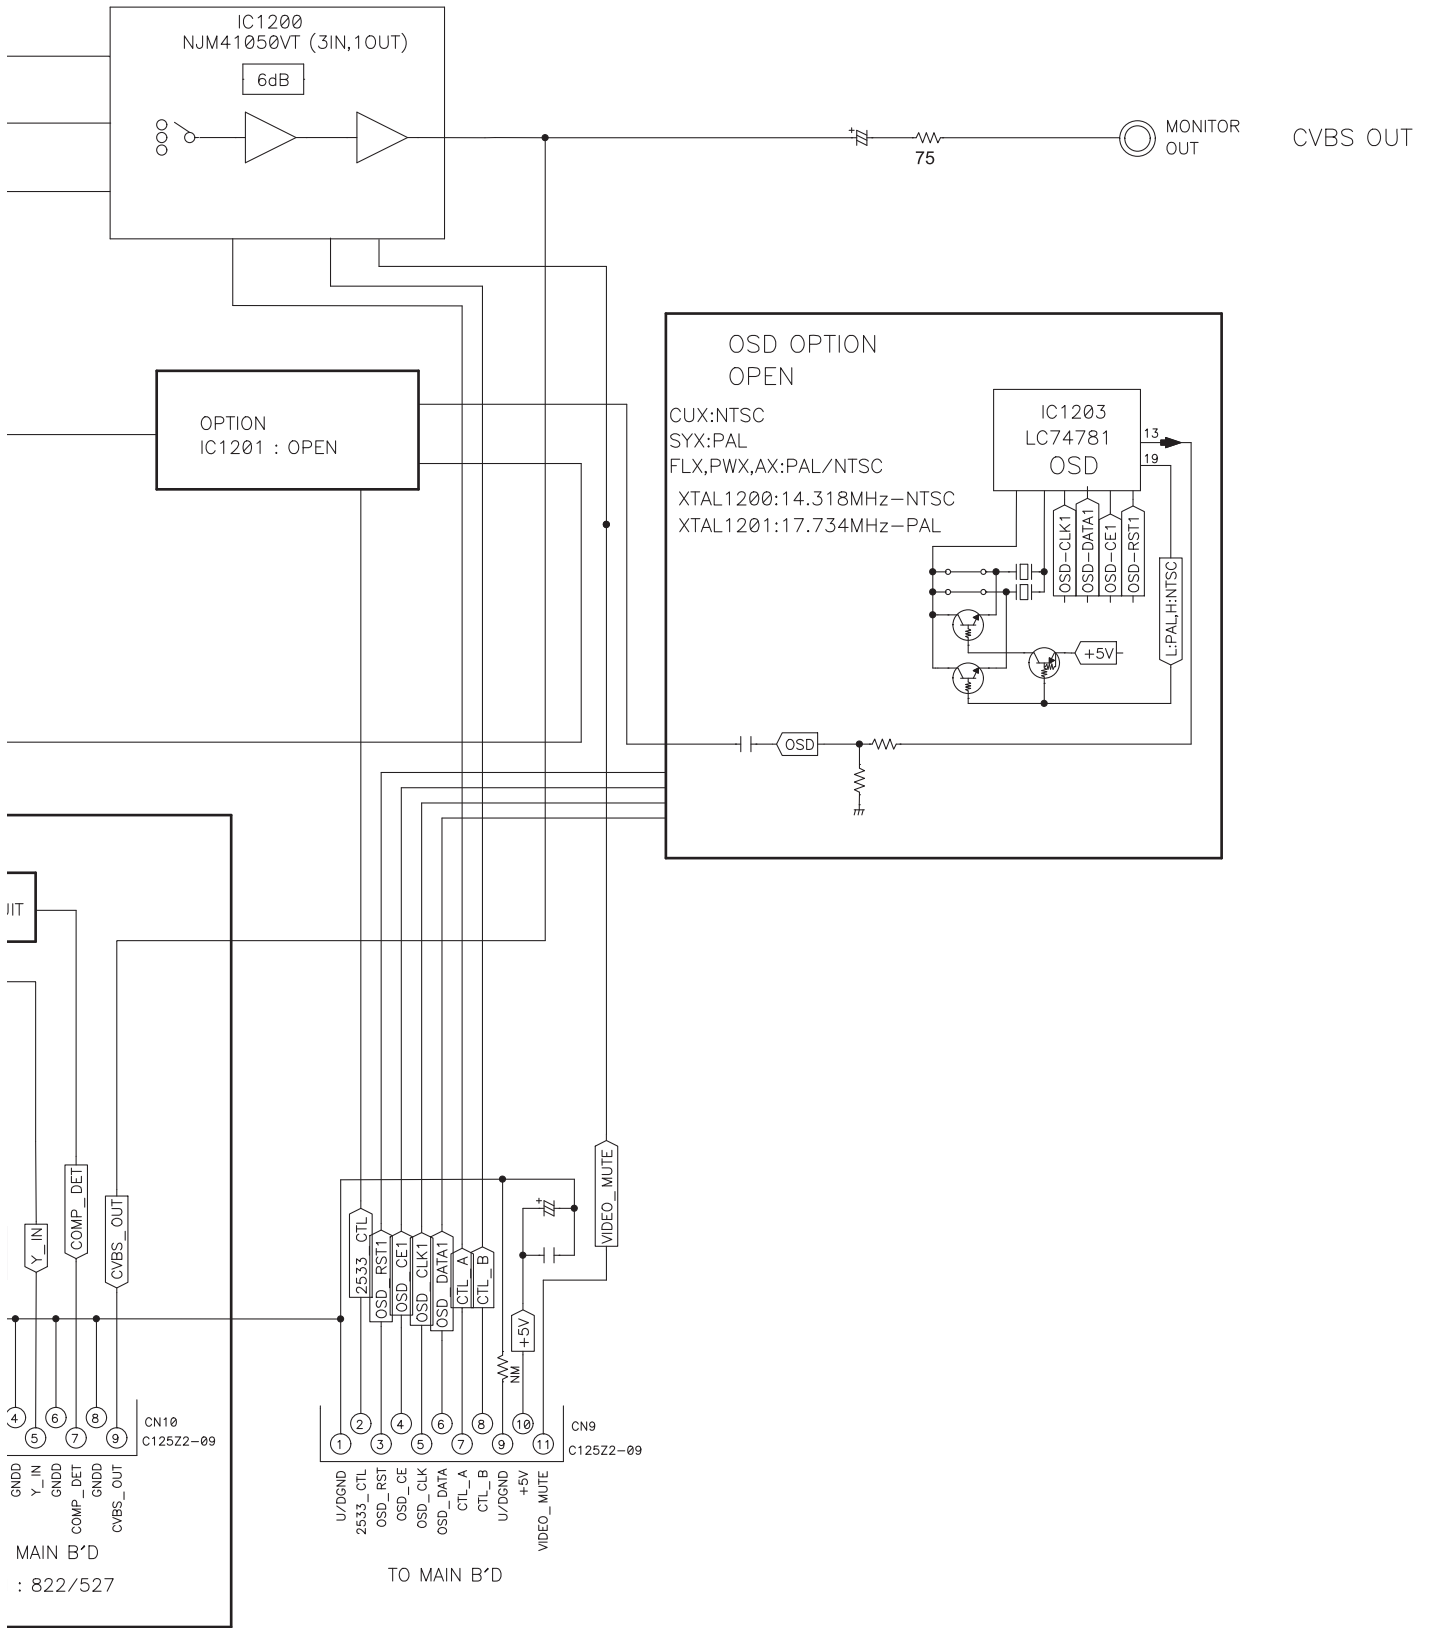 IC1200
NJM41050VT (3IN,1OUT)
6dB
+
75
MONITOR
OUT
CVBS OUT
OSD OPTION
OPEN
CUX:NTSC
SYX:PAL
FLX,PWX,AX:PAL/NTSC
XTAL1200:14.318MHz-NTSC
XTAL1201:17.734MHz-PAL
IC1203
LC74781
OSD
13
19
OSD-CLK1
OSD-DATA1
OSD-CE1
OSD-RST1
L:PAL,H:NTSC
+5V
OSD
OPTION
IC1201 : OPEN
UIT
Y_IN
COMP_DET
CVBS_OUT
2533_CTL
OSD_RST1
OSD_CE1
OSD_CLK1
OSD_DATA1
CTL_A
CTL_B
+
+5V
NM
VIDEO_MUTE
4
5
6
7
8
9
CN10
C125Z2-09
GNDD
Y_IN
GNDD
COMP_DET
GNDD
CVBS_OUT
MAIN B'D
: 822/527
1
2
3
4
5
6
7
8
9
10
11
CN9
C125Z2-09
U/DGND
2533_CTL
OSD_RST
OSD_CE
OSD_CLK
OSD_DATA
CTL_A
CTL_B
U/DGND
+5V
VIDEO_MUTE
TO MAIN B'D